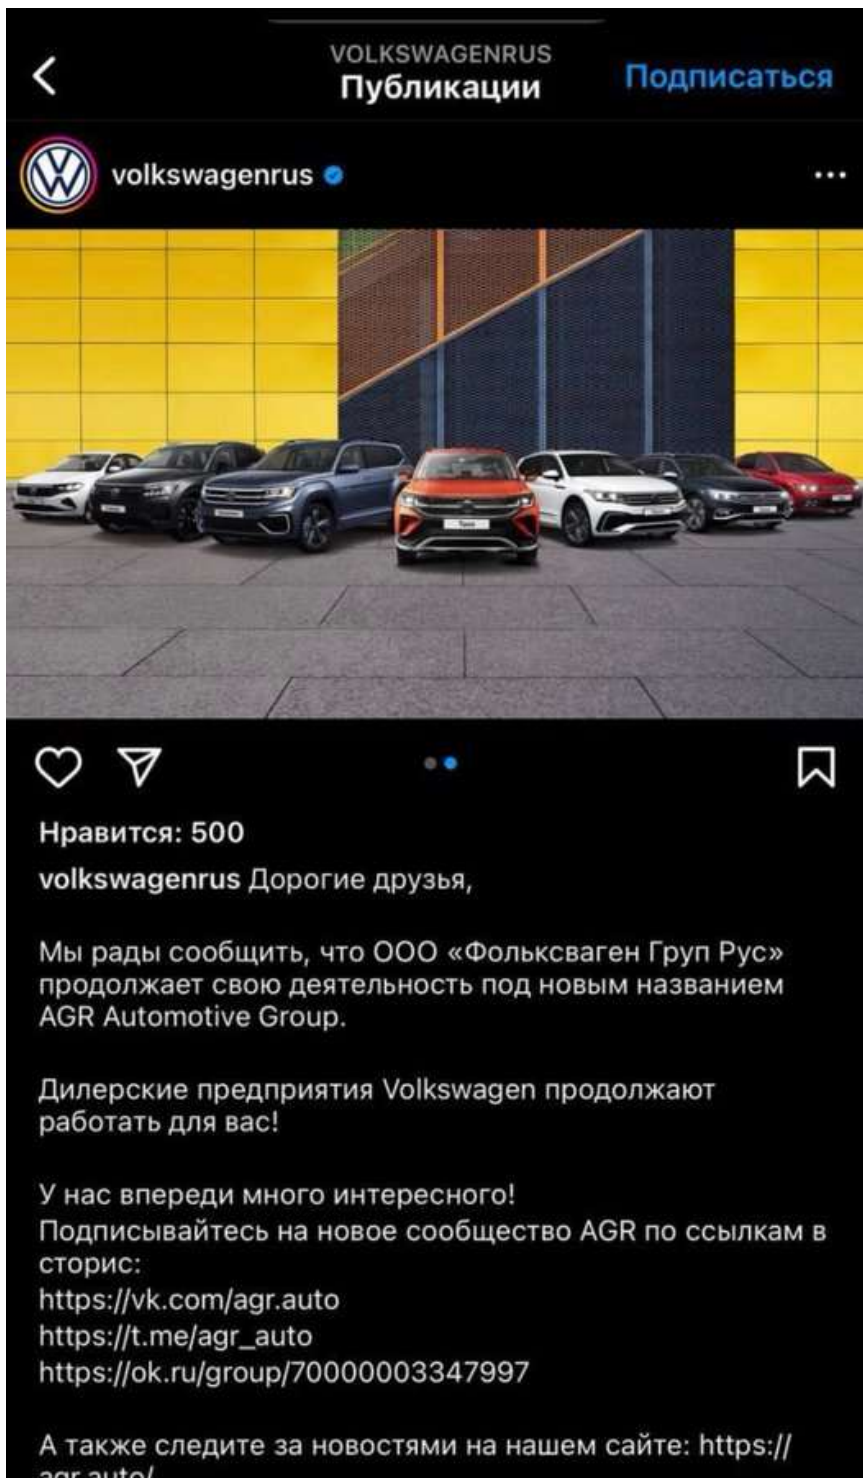 VOLKSWAGENRUS
Публикации
Подписаться
volkswagenrus
Нравится: 500
volkswagenrus Дорогие друзья,
Мы рады сообщить, что ООО «Фольксваген Груп Рус»
продолжает свою деятельность под новым названием
AGR Automotive Group.
Дилерские предприятия Volkswagen продолжают
работать для вас!
У нас впереди много интересного!
Подписывайтесь на новое сообщество AGR по ссылкам в
сторис:
https://vk.com/agr.auto
https://t.me/agr_auto
https://ok.ru/group/70000003347997
А также следите за новостями на нашем сайте: https://
agr.auto/